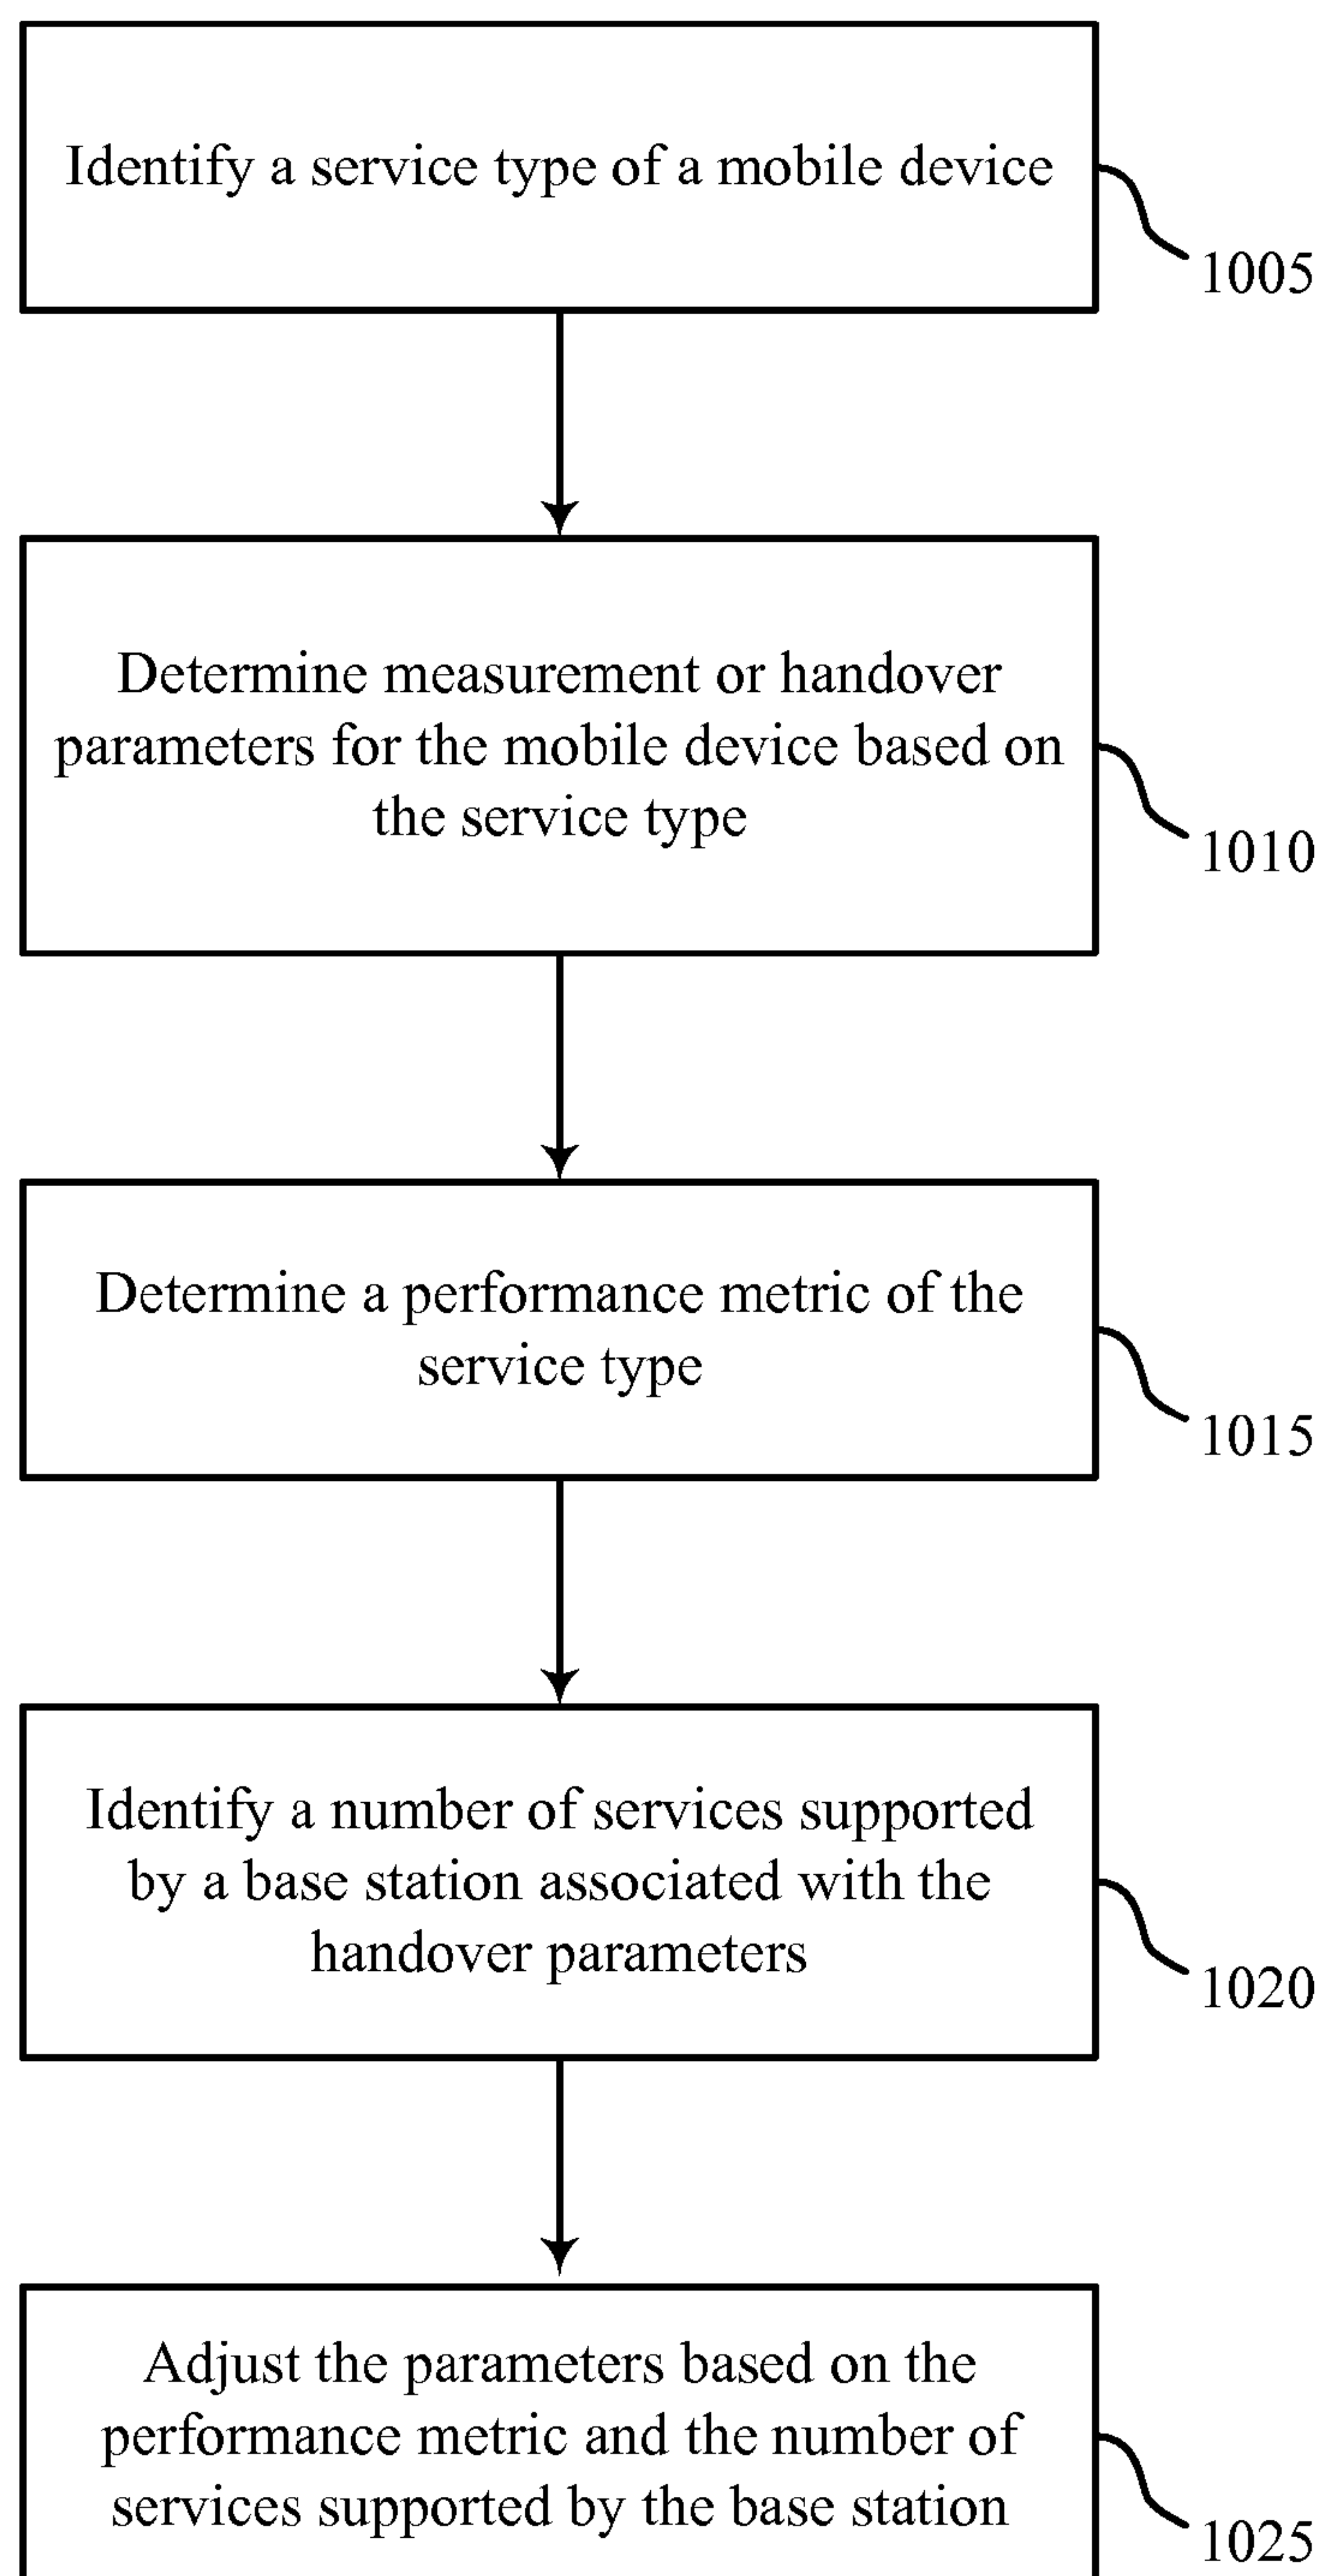 Identify a service type of a mobile device
1005
Determine measurement or handover
parameters for the mobile device based on
the service type
1010
Determine a performance metric of the
service type
1015
Identify a number of services supported
by a base station associated with the
handover parameters
1020
Adjust the parameters based on the
performance metric and the number of
services supported by the base station
1025